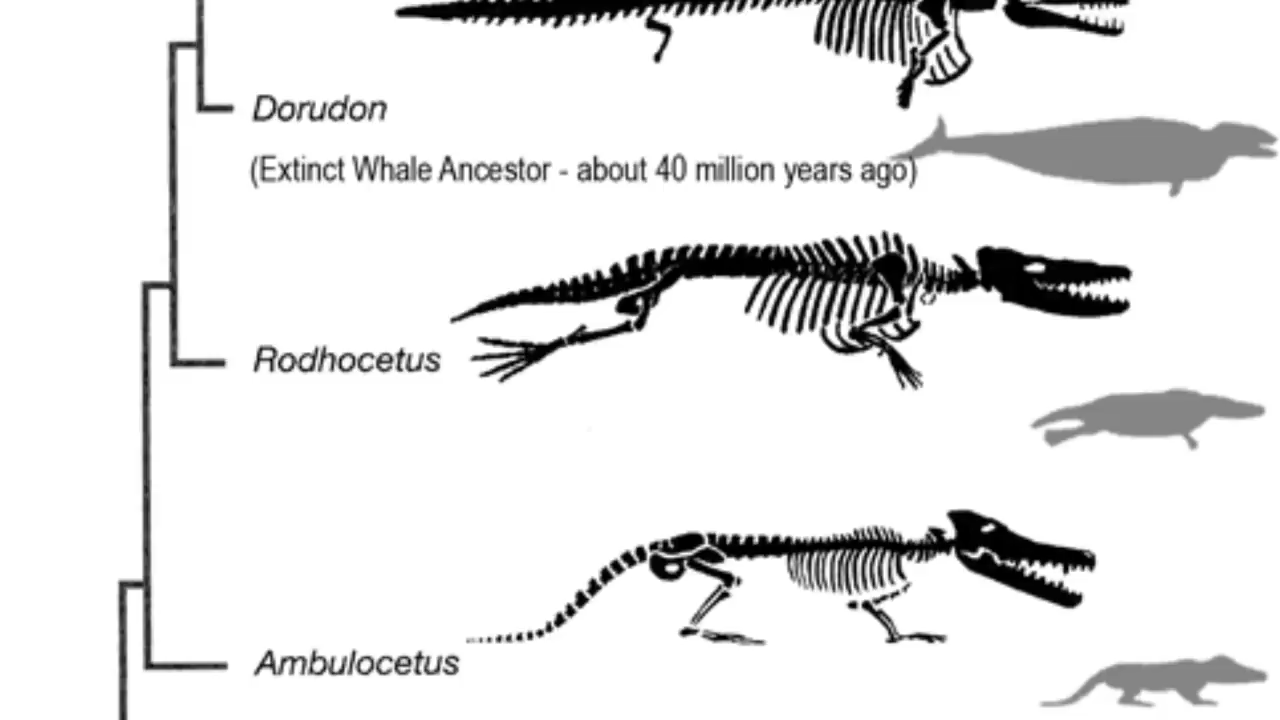 Dorudon
(Extinct Whale Ancestor - about 40 million years ago)
Rodhocetus
Ambulocetus